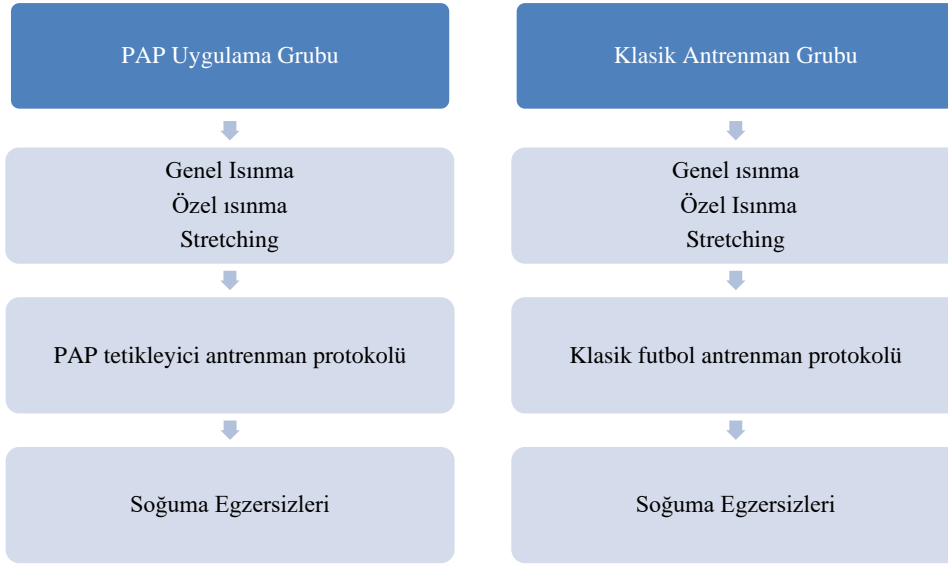 PAP Uygulama Grubu
Genel Isınma
Özel ısınma
Stretching
PAP tetikleyici antrenman protokolü
Soğuma Egzersizleri
Klasik Antrenman Grubu
Genel ısınma
Özel Isınma
Stretching
Klasik futbol antrenman protokolü
Soğuma Egzersizleri